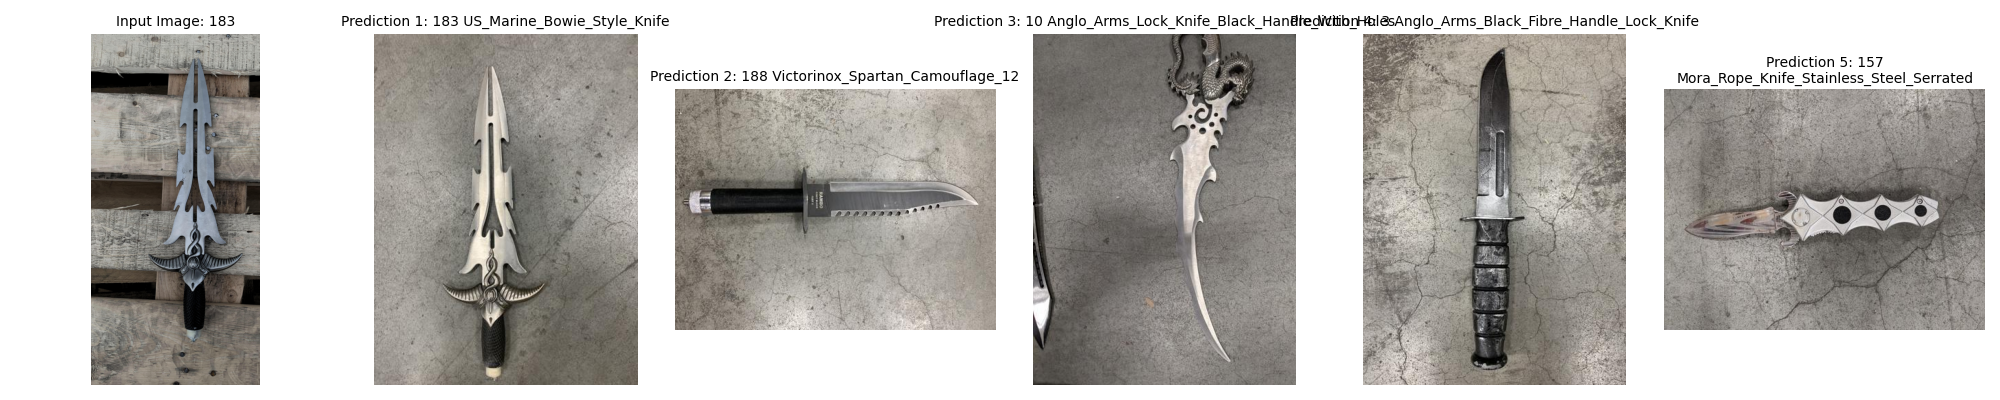 Input Image: 183
Prediction 1: 183 US_Marine_Bowie_Style_Knife
Prediction 2: 188 Victorinox_Spartan_Camouflage_12
Prediction 3: 10 Anglo_Arms_Lock_Knife_Black_Handle_With_Holes
Prediction 4: 3 Anglo_Arms_Black_Fibre_Handle_Lock_Knife
Prediction 5: 157
Mora_Rope_Knife_Stainless_Steel_Serrated